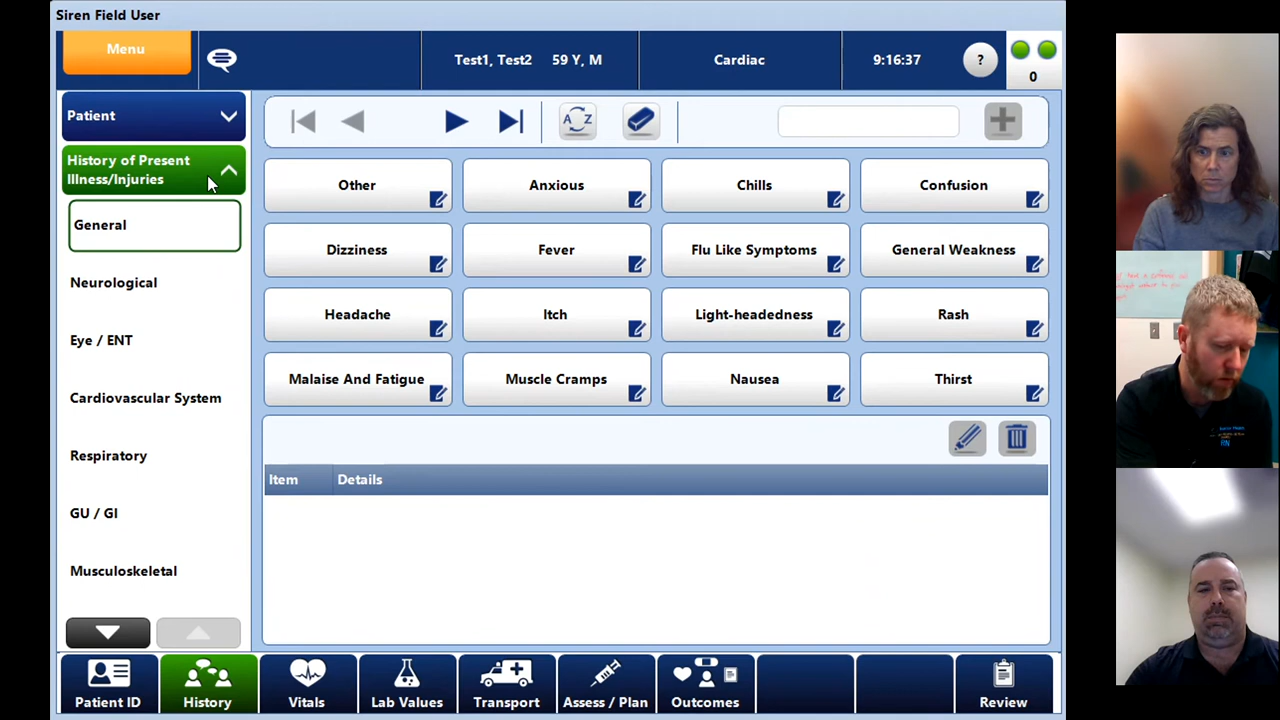 Siren Field User
Menu
Test1, Test2 59 Y, M
Cardiac
9:16:37
?
0
Patient
History of Present
Illness/Injuries
General
Neurological
Eye / ENT
Cardiovascular System
Respiratory
GU / GI
Musculoskeletal
A Z
Other
Anxious
Chills
Confusion
Dizziness
Fever
Flu Like Symptoms
General Weakness
Headache
Itch
Light-headedness
Rash
Malaise And Fatigue
Muscle Cramps
Nausea
Thirst
Item
Details
Patient ID
History
Vitals
Lab Values
Transport
Assess / Plan
Outcomes
Review
RN